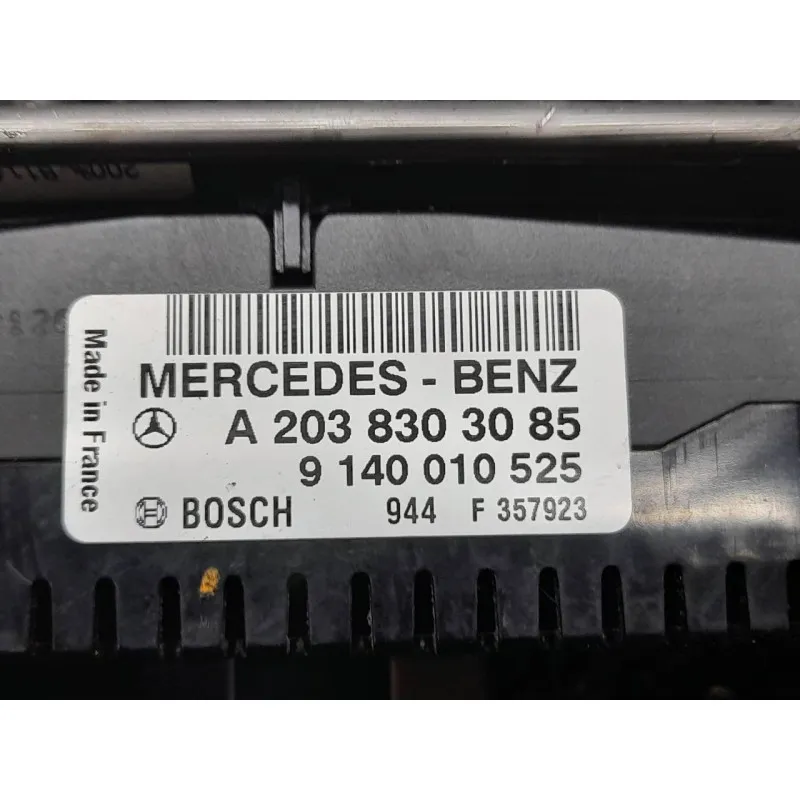 Made in France
MERCEDES - BENZ
A 203 830 30 85
9 140 010 525
BOSCH 944 F 357923